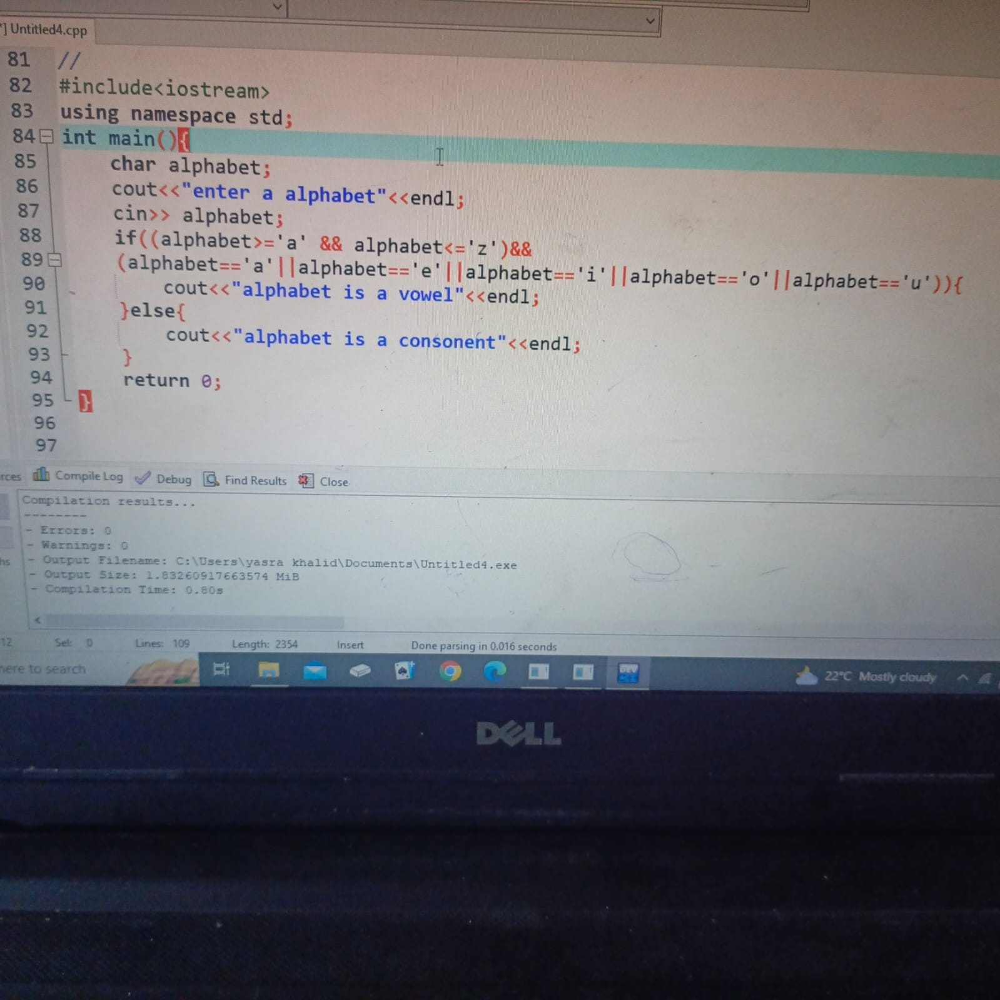 ] Untitled4.cpp
81 //
82 #include<iostream>
83 using namespace std;
84 int main(){
85 char alphabet;
86 cout<<"enter a alphabet"<<endl;
87 cin>> alphabet;
88 if((alphabet>='a' && alphabet<='z')&&
89 (alphabet=='a'||alphabet=='e'||alphabet=='i'||alphabet=='o'||alphabet=='u')){
90 cout<<"alphabet is a vowel"<<endl;
91 }else{
92 cout<<"alphabet is a consonent"<<endl;
93 }
94 return 0;
95 }
96
97
rces Compile Log Debug Find Results Close
Compilation results...
--------
- Errors: 0
- Warnings: 0
hs - Output Filename: C:\Users\yasra khalid\Documents\Untitled4.exe
- Output Size: 1.83260917663574 MiB
- Compilation Time: 0.80s
12 Sel: 0 Lines: 109 Length: 2354 Insert Done parsing in 0.016 seconds
here to search DEV 22°C Mostly cloudy
DELL